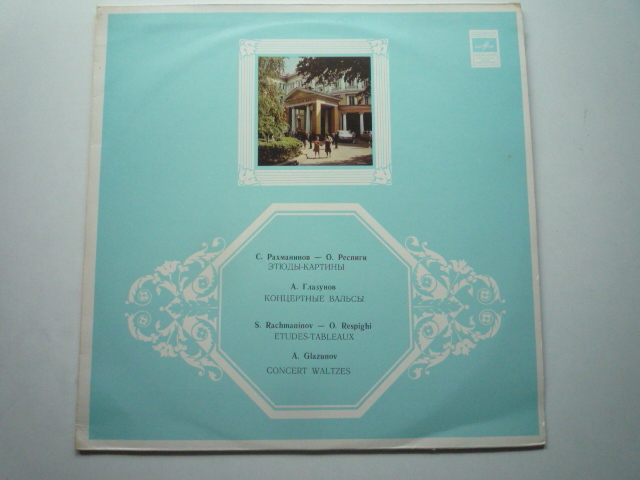 С. Рахманинов — О. Респиги
ЭТЮДЫ-КАРТИНЫ
А. Глазунов
КОНЦЕРТНЫЕ ВАЛЬСЫ
S. Rachmaninov — O. Respighi
ETUDES-TABLEAUX
A. Glazunov
CONCERT WALTZES